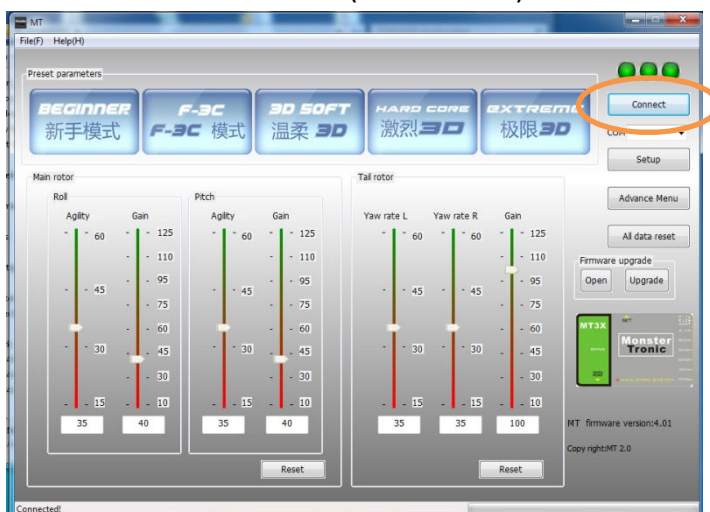 MT
File(F) Help(H)
Preset parameters
BEGINNER
新手模式
F-3C
F-3C 模式
3D SOFT
温柔 3D
HARD CORE
激烈3D
EXTREME
极限3D
Connect
COM
Setup
Advance Menu
All data reset
Firmware upgrade
Open Upgrade
Main rotor
Roll
Agility Gain
60 125
110
95
45
75
60
30 45
30
15 10
35 40
Pitch
Agility Gain
60 125
110
95
45
75
60
30 45
30
15 10
35 40
Reset
Tail rotor
Yaw rate L Yaw rate R Gain
60 60 125
110
95
45 45
75
60
30 30 45
30
15 15 10
35 35 100
Reset
MT3X
Monster
Tronic
MT firmware version:4.01
Copy right:MT 2.0
Connected!